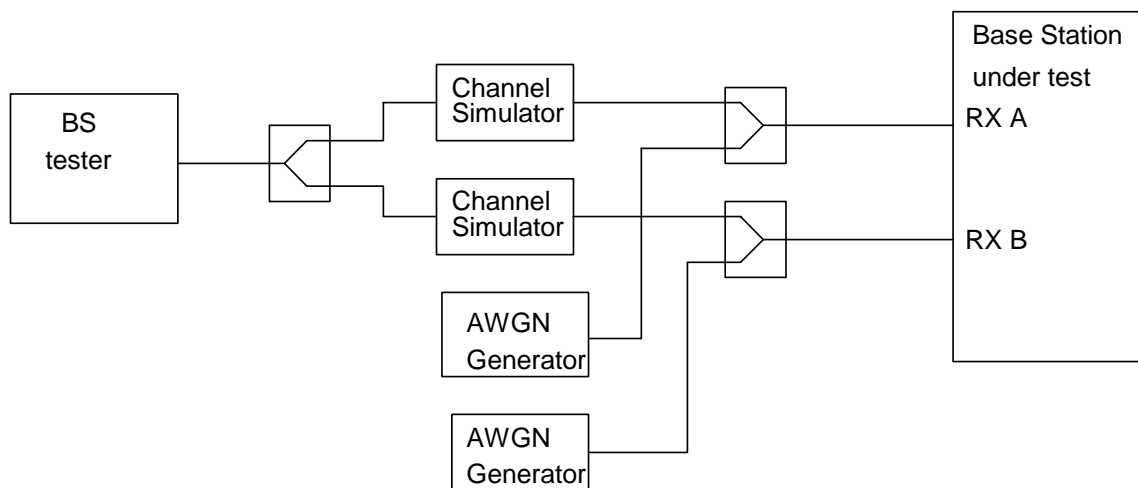 BS
tester
Channel
Simulator
Channel
Simulator
AWGN
Generator
AWGN
Generator
Base Station
under test
RX A
RX B